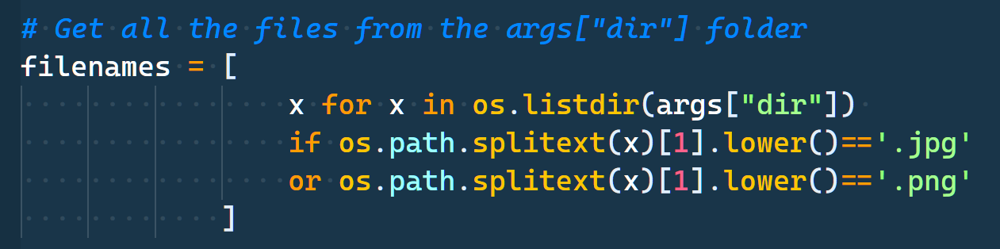 # Get all the files from the args["dir"] folder
filenames = [
                x for x in os.listdir(args["dir"]) 
                if os.path.splitext(x)[1].lower()=='.jpg'
                or os.path.splitext(x)[1].lower()=='.png'
            ]